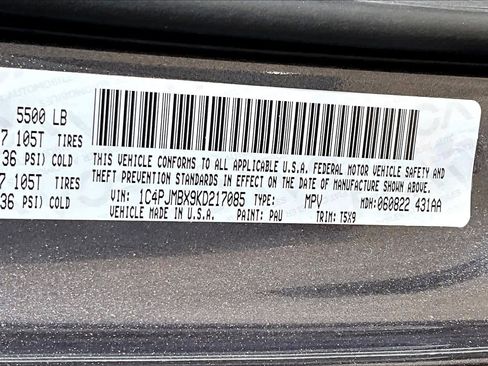 5500 LB
7 105T TIRES
36 PSI) COLD
7 105T TIRES
36 PSI) COLD
THIS VEHICLE CONFORMS TO ALL APPLICABLE U.S.A. FEDERAL MOTOR VEHICLE SAFETY AND
THEFT PREVENTION STANDARDS IN EFFECT ON THE DATE OF MANUFACTURE SHOWN ABOVE.
VIN: 1C4PJMBX9KD217085 TYPE: MPV MDH: 060822 431AA
VEHICLE MADE IN U.S.A. PAINT: PAU TRIM: T5X9